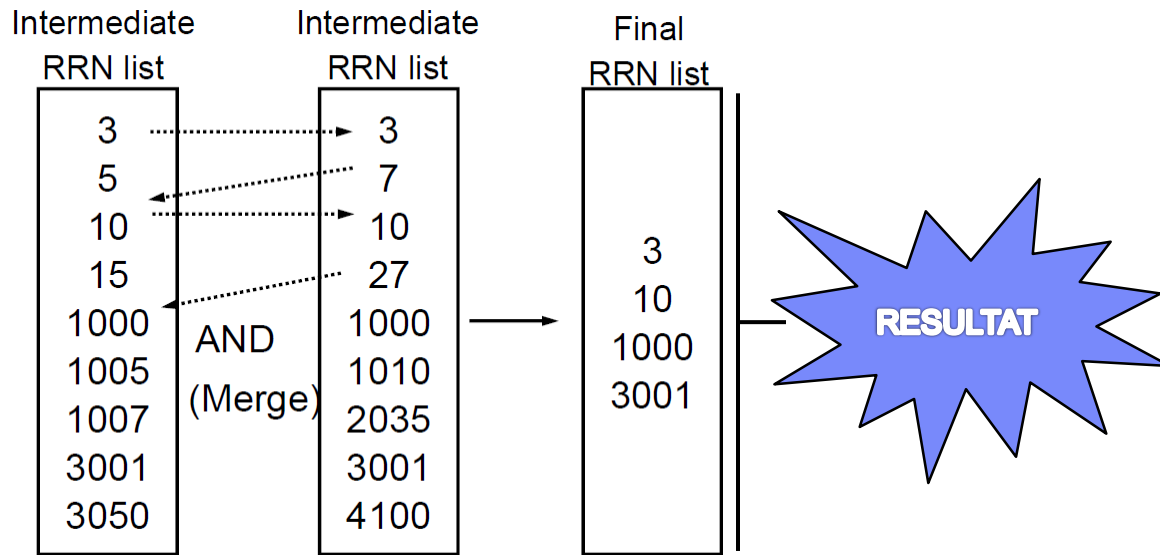 Intermediate
RRN list
3
5
10
15
1000
1005
1007
3001
3050
AND
(Merge)
Intermediate
RRN list
3
7
10
27
1000
1010
2035
3001
4100
Final
RRN list
3
10
1000
3001
RESULTAT